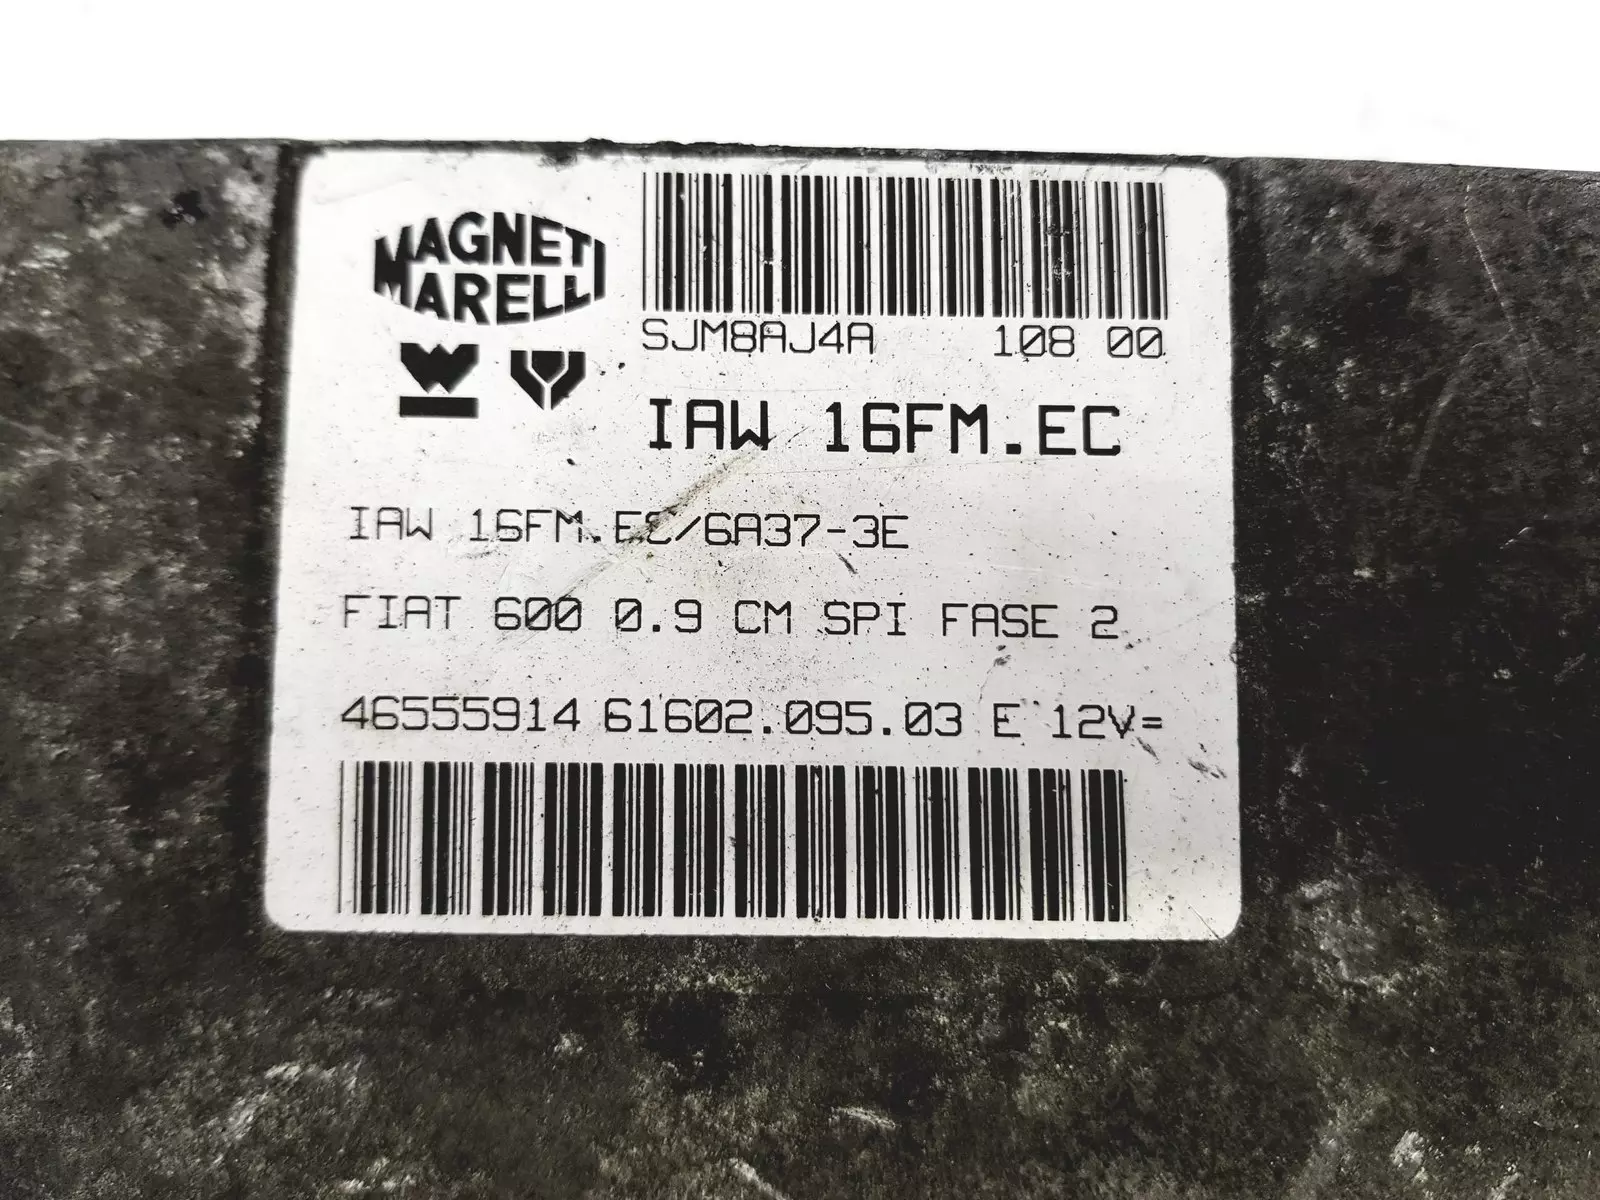 MAGNETI
MARELLI
SJM8AJ4A 108 00
IAW 16FM.EC
IAW 16FM.EC/6A37-3E
FIAT 600 0.9 CM SPI FASE 2
46555914 61602.095.03 E 12V=